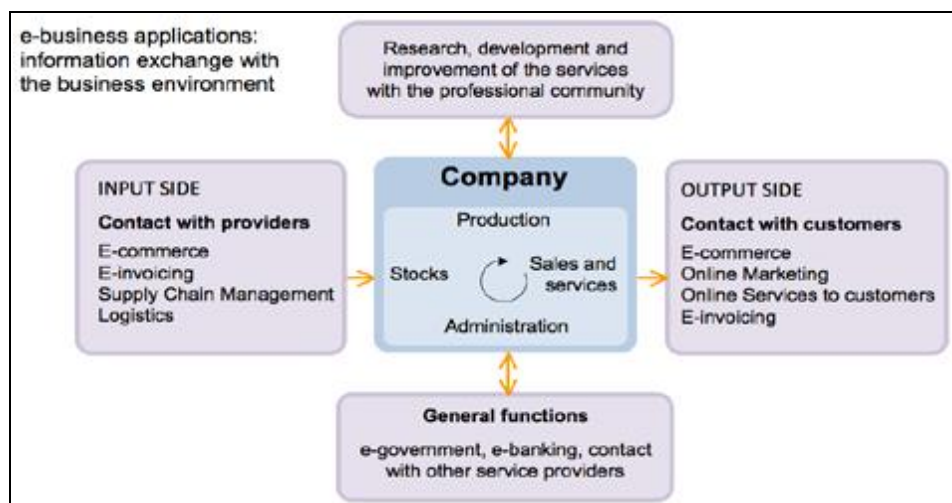 e-business applications:
information exchange with
the business environment
Research, development and
improvement of the services
with the professional community
INPUT SIDE
Contact with providers
E-commerce
E-invoicing
Supply Chain Management
Logistics
Company
Production
Stocks
Sales and
services
Administration
OUTPUT SIDE
Contact with customers
E-commerce
Online Marketing
Online Services to customers
E-invoicing
General functions
e-government, e-banking, contact
with other service providers